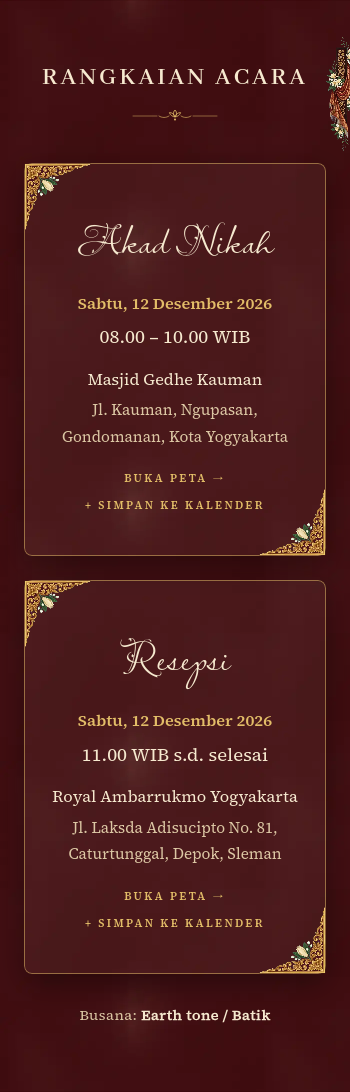 RANGKAIAN ACARA
Akad Nikah
Sabtu, 12 Desember 2026
08.00 – 10.00 WIB
Masjid Gedhe Kauman
Jl. Kauman, Ngupasan,
Gondomanan, Kota Yogyakarta
BUKA PETA →
+ SIMPAN KE KALENDER
Resepsi
Sabtu, 12 Desember 2026
11.00 WIB s.d. selesai
Royal Ambarrukmo Yogyakarta
Jl. Laksda Adisucipto No. 81,
Caturtunggal, Depok, Sleman
BUKA PETA →
+ SIMPAN KE KALENDER
Busana: Earth tone / Batik